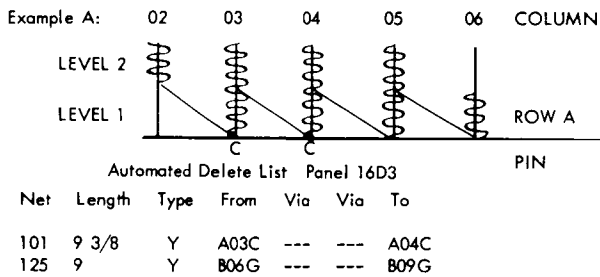 Example A: 02 03 04 05 06 COLUMN
LEVEL 2
LEVEL 1 ROW A
C C
Automated Delete List Panel 16D3 PIN
Net Length Type From Via Via To
101 9 3/8 Y A03C --- --- A04C
125 9 Y B06G --- --- B09G